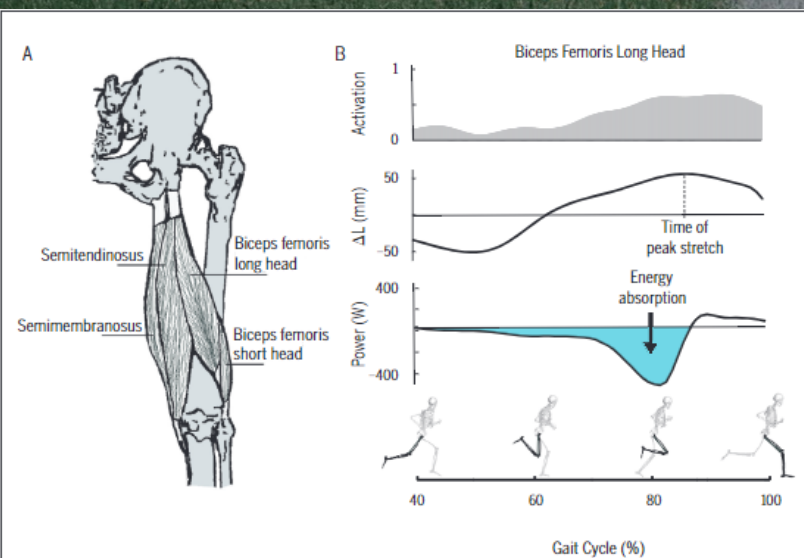 A
Semitendinosus
Biceps femoris
long head
Semimembranosus
Biceps femoris
short head
B
Biceps Femoris Long Head
Activation
1
0
ΔL (mm)
50
-50
Time of
peak stretch
Power (W)
400
-400
Energy
absorption
40
60
80
100
Gait Cycle (%)